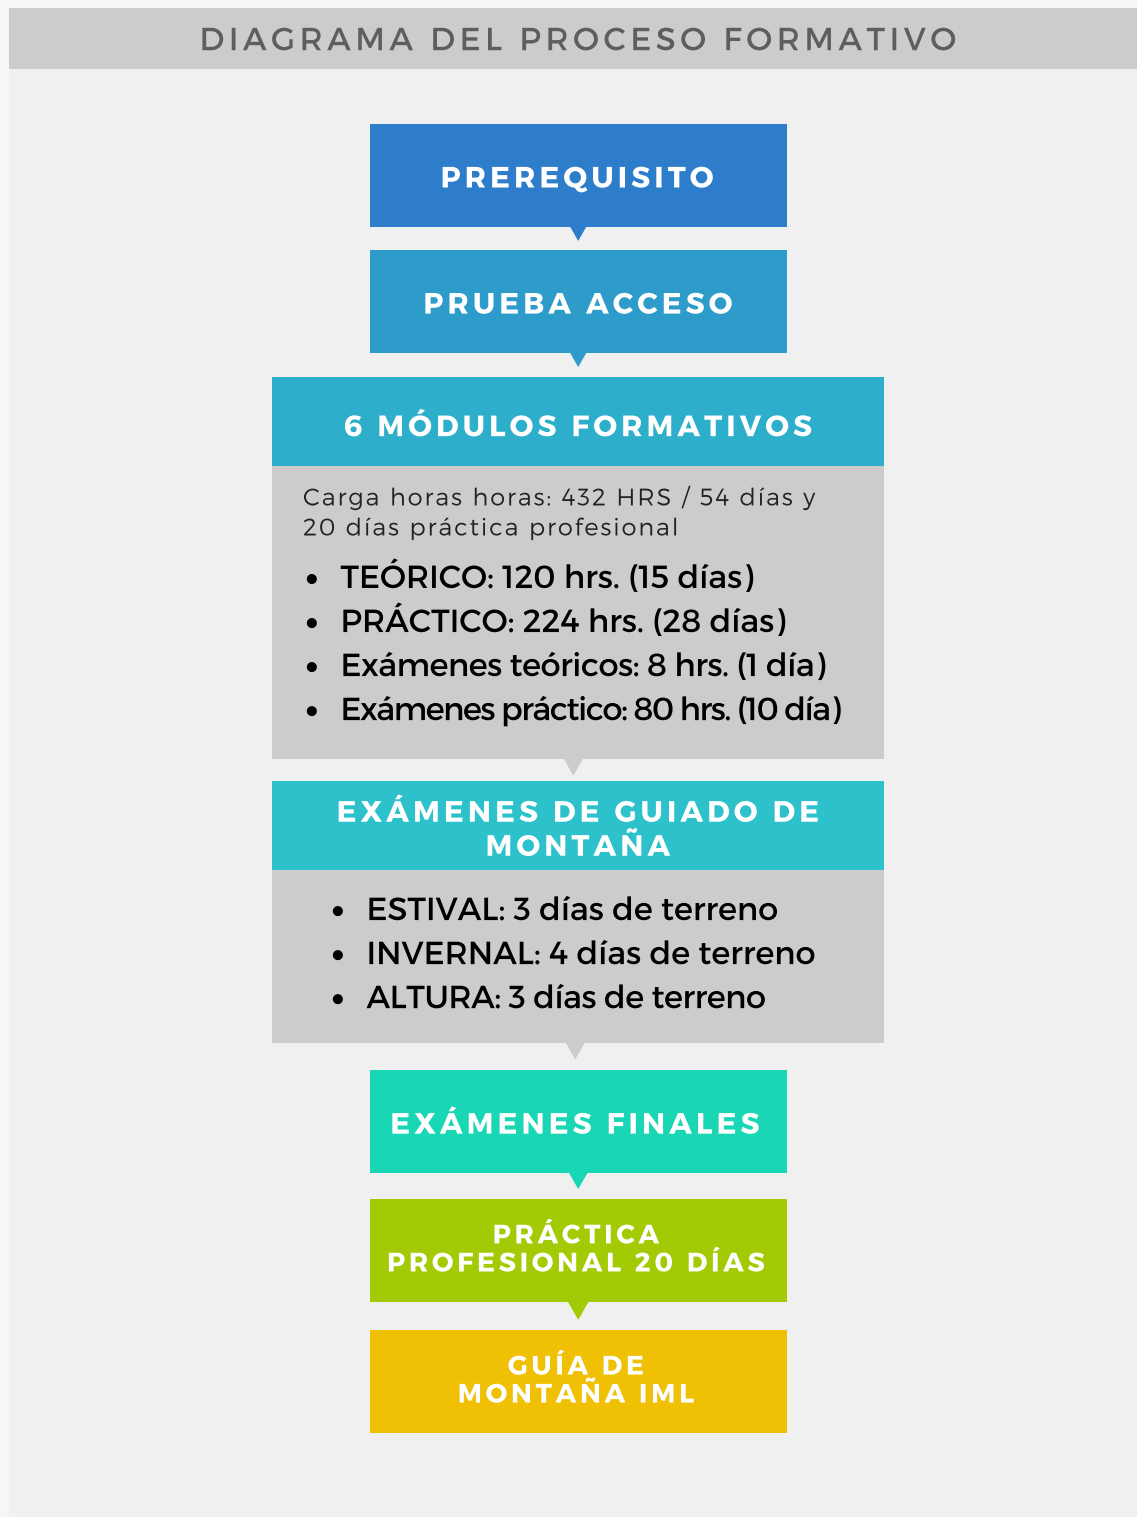 DIAGRAMA DEL PROCESO FORMATIVO
PREREQUISITO
PRUEBA ACCESO
6 MÓDULOS FORMATIVOS
Carga horas horas: 432 HRS / 54 días y
20 días práctica profesional
• TEÓRICO: 120 hrs. (15 días)
• PRÁCTICO: 224 hrs. (28 días)
• Exámenes teóricos: 8 hrs. (1 día)
• Exámenes práctico: 80 hrs. (10 día)
EXÁMENES DE GUIADO DE
MONTAÑA
• ESTIVAL: 3 días de terreno
• INVERNAL: 4 días de terreno
• ALTURA: 3 días de terreno
EXÁMENES FINALES
PRÁCTICA
PROFESIONAL 20 DÍAS
GUÍA DE
MONTAÑA IML